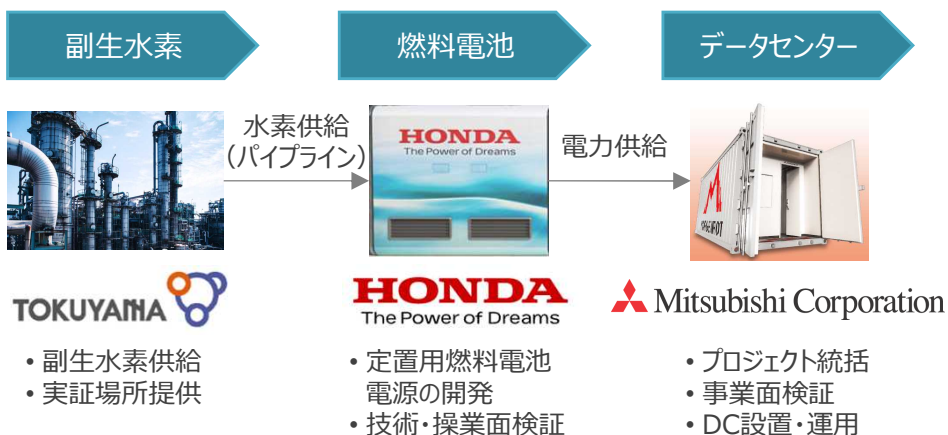 副生水素
燃料電池
データセンター
水素供給
(パイプライン)
電力供給
HONDA
The Power of Dreams
TOKUYAMA
HONDA
The Power of Dreams
Mitsubishi Corporation
• 副生水素供給
• 実証場所提供
• 定置用燃料電池
電源の開発
• 技術・操業面検証
• プロジェクト統括
• 事業面検証
• DC設置・運用